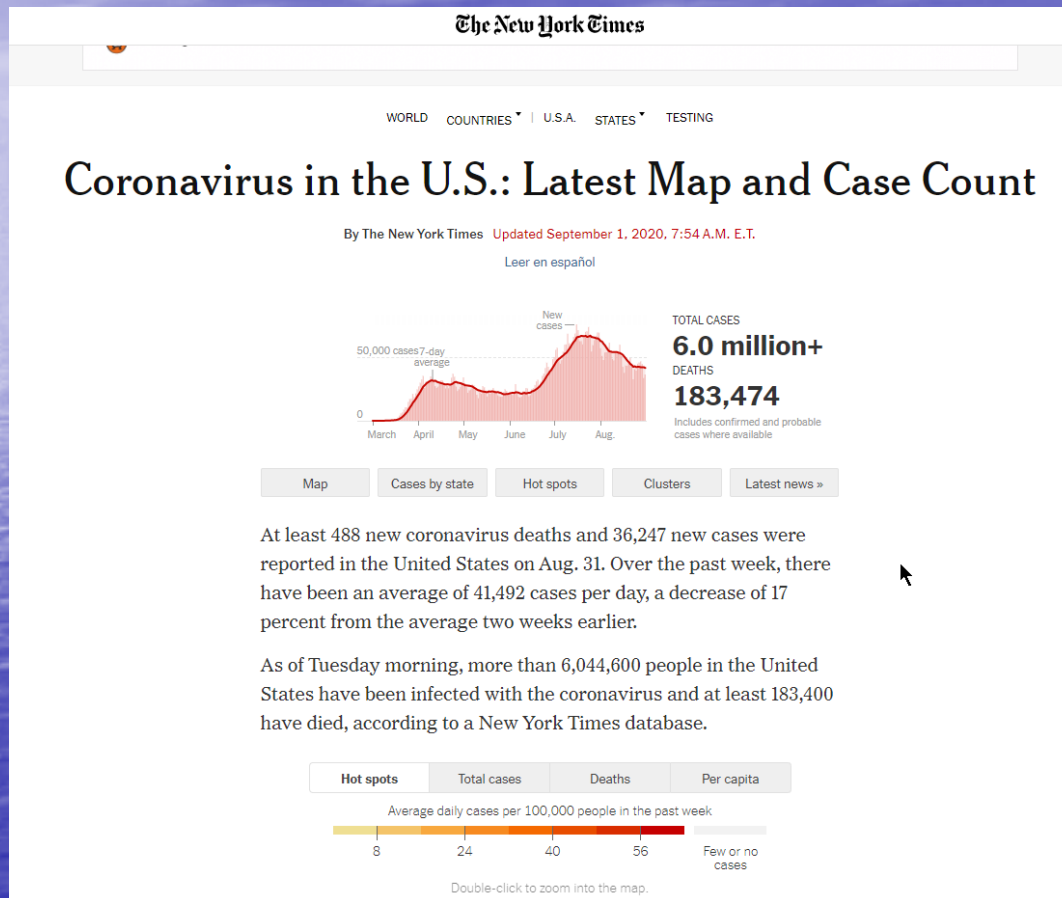 The New York Times
WORLD COUNTRIES | U.S.A. STATES TESTING
Coronavirus in the U.S.: Latest Map and Case Count
By The New York Times Updated September 1, 2020, 7:54 A.M. E.T.
Leer en español
New
cases
50,000 cases
7-day
average
0
March April May June July Aug.
TOTAL CASES
6.0 million+
DEATHS
183,474
Includes confirmed and probable
cases where available
Map Cases by state Hot spots Clusters Latest news »
At least 488 new coronavirus deaths and 36,247 new cases were
reported in the United States on Aug. 31. Over the past week, there
have been an average of 41,492 cases per day, a decrease of 17
percent from the average two weeks earlier.
As of Tuesday morning, more than 6,044,600 people in the United
States have been infected with the coronavirus and at least 183,400
have died, according to a New York Times database.
Hot spots Total cases Deaths Per capita
Average daily cases per 100,000 people in the past week
8 24 40 56 Few or no
cases
Double-click to zoom into the map.